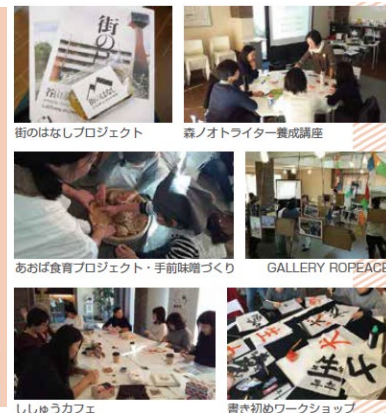 街の
街のはなしプロジェクト
森ノオトライター養成講座
あおば食育プロジェクト・手前味噌づくり
GALLERY ROPEACE
ししゅうカフェ
書き初めワークショップ